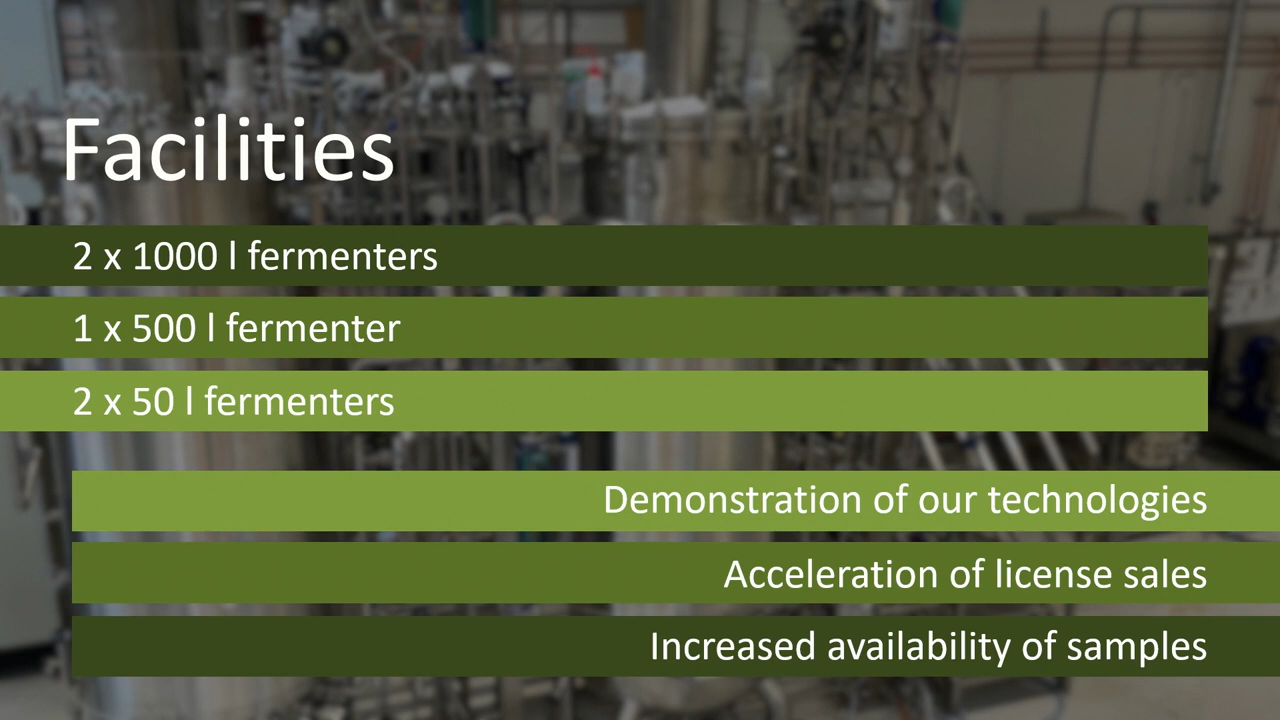 Facilities
2 x 1000 l fermenters
1 x 500 l fermenter
2 x 50 l fermenters
Demonstration of our technologies
Acceleration of license sales
Increased availability of samples